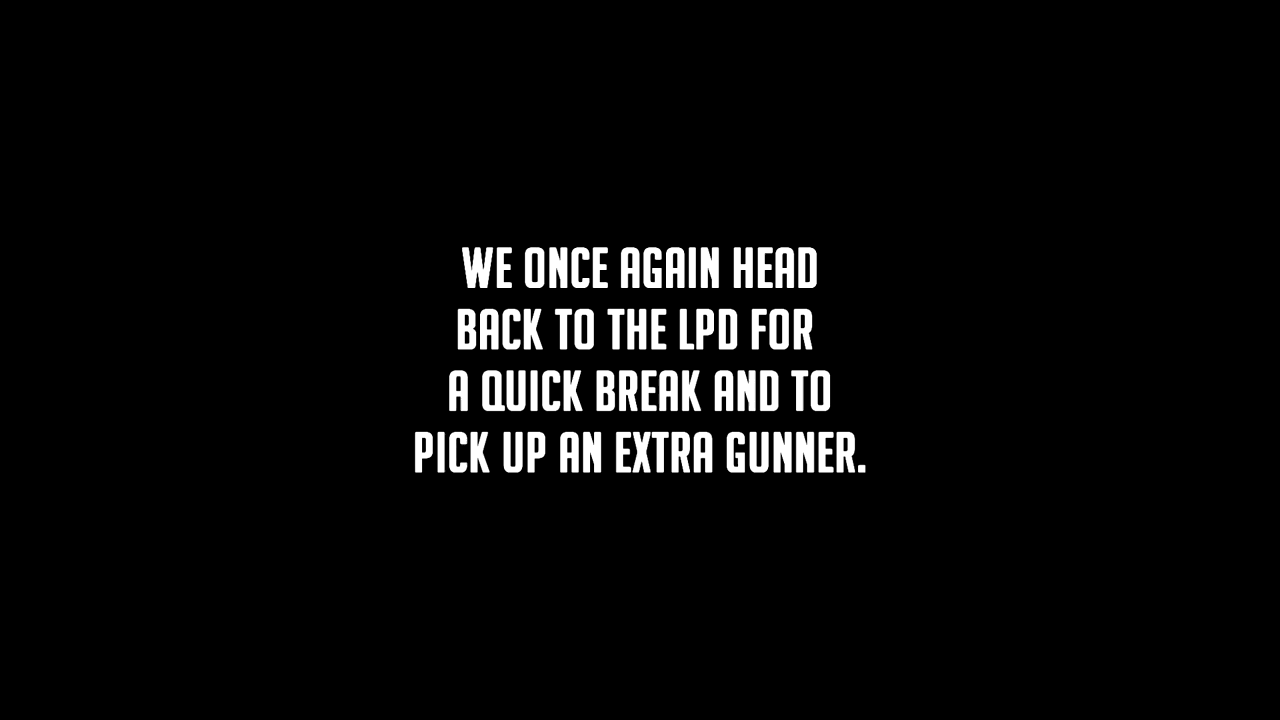 WE ONCE AGAIN HEAD
BACK TO THE LPD FOR
A QUICK BREAK AND TO
PICK UP AN EXTRA GUNNER.